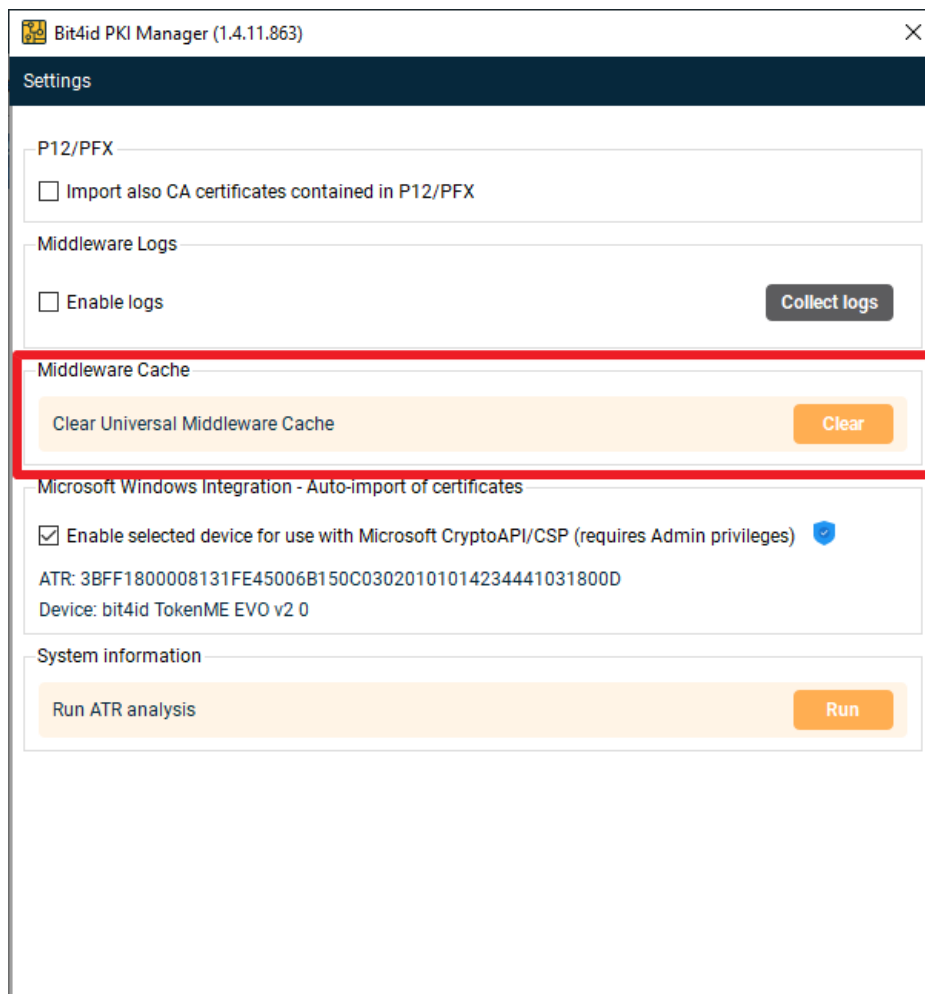 Bit4id PKI Manager (1.4.11.863)
Settings
P12/PFX
Import also CA certificates contained in P12/PFX
Middleware Logs
Enable logs
Collect logs
Middleware Cache
Clear Universal Middleware Cache
Clear
Microsoft Windows Integration - Auto-import of certificates
Enable selected device for use with Microsoft CryptoAPI/CSP (requires Admin privileges)
ATR: 3BFF1800008131FE45006B150C03020101014234441031800D
Device: bit4id TokenME EVO v2 0
System information
Run ATR analysis
Run